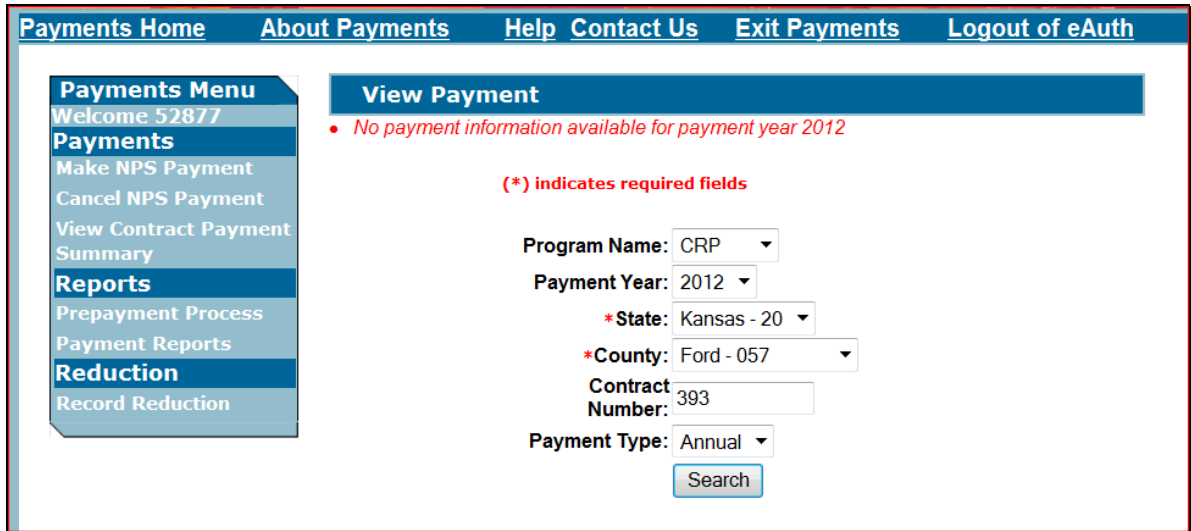 Payments Home About Payments Help Contact Us Exit Payments Logout of eAuth
Payments Menu
Welcome 52877
Payments
Make NPS Payment
Cancel NPS Payment
View Contract Payment
Summary
Reports
Prepayment Process
Payment Reports
Reduction
Record Reduction
View Payment
• No payment information available for payment year 2012
(*) indicates required fields
Program Name: CRP
Payment Year: 2012
*State: Kansas - 20
*County: Ford - 057
Contract
Number: 393
Payment Type: Annual
Search